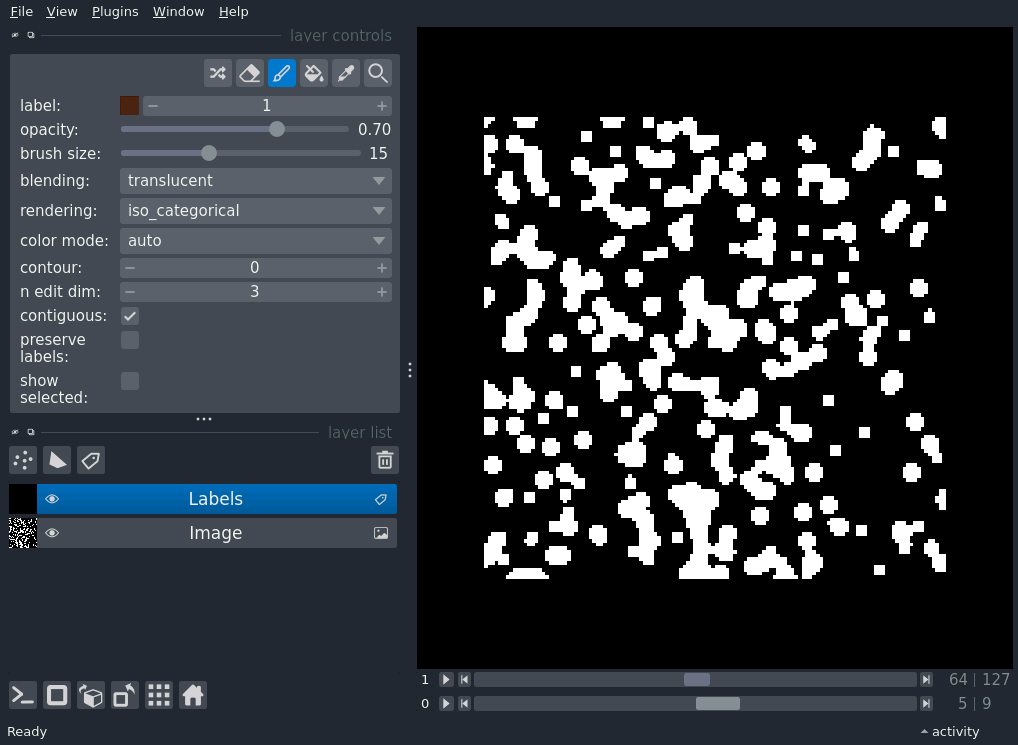 File View Plugins Window Help
layer controls
label: 1
opacity: 0.70
brush size: 15
blending: translucent
rendering: iso_categorical
color mode: auto
contour: 0
n edit dim: 3
contiguous:
preserve
labels:
show
selected:
layer list
Labels
Image
1 64 | 127
0 5 | 9
Ready activity